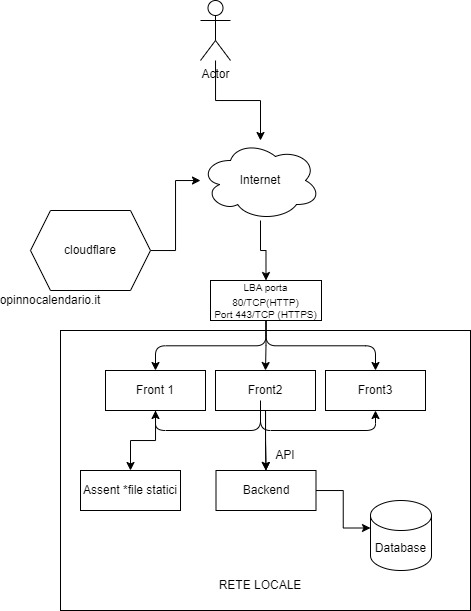 Actor
Internet
cloudflare
opinnocalendario.it
LBA porta
80/TCP(HTTP)
Port 443/TCP (HTTPS)
Front 1
Front2
Front3
API
Assent *file statici
Backend
Database
RETE LOCALE